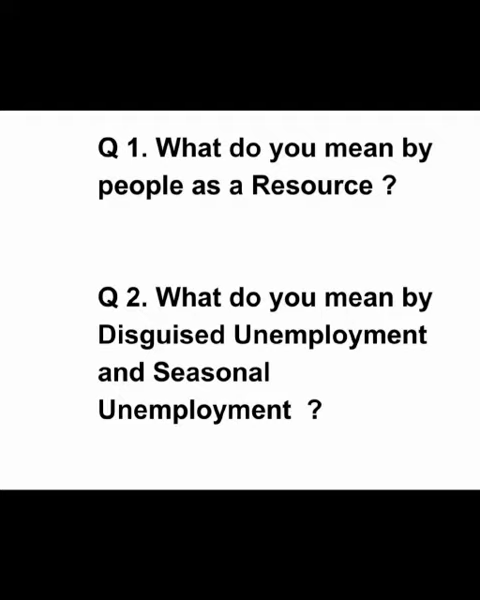 Q 1. What do you mean by
people as a Resource ?
Q 2. What do you mean by
Disguised Unemployment
and Seasonal
Unemployment ?